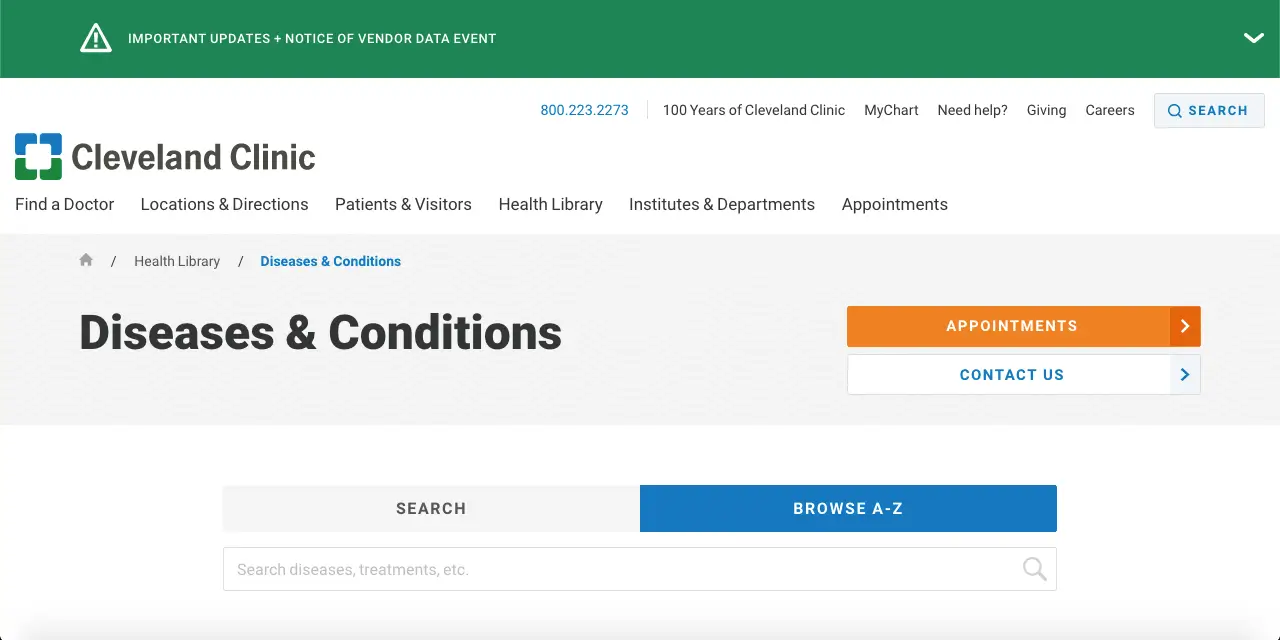 IMPORTANT UPDATES + NOTICE OF VENDOR DATA EVENT
800.223.2273 100 Years of Cleveland Clinic MyChart Need help? Giving Careers SEARCH
Cleveland Clinic
Find a Doctor Locations & Directions Patients & Visitors Health Library Institutes & Departments Appointments
/ Health Library / Diseases & Conditions
Diseases & Conditions
APPOINTMENTS
CONTACT US
SEARCH BROWSE A-Z
Search diseases, treatments, etc.